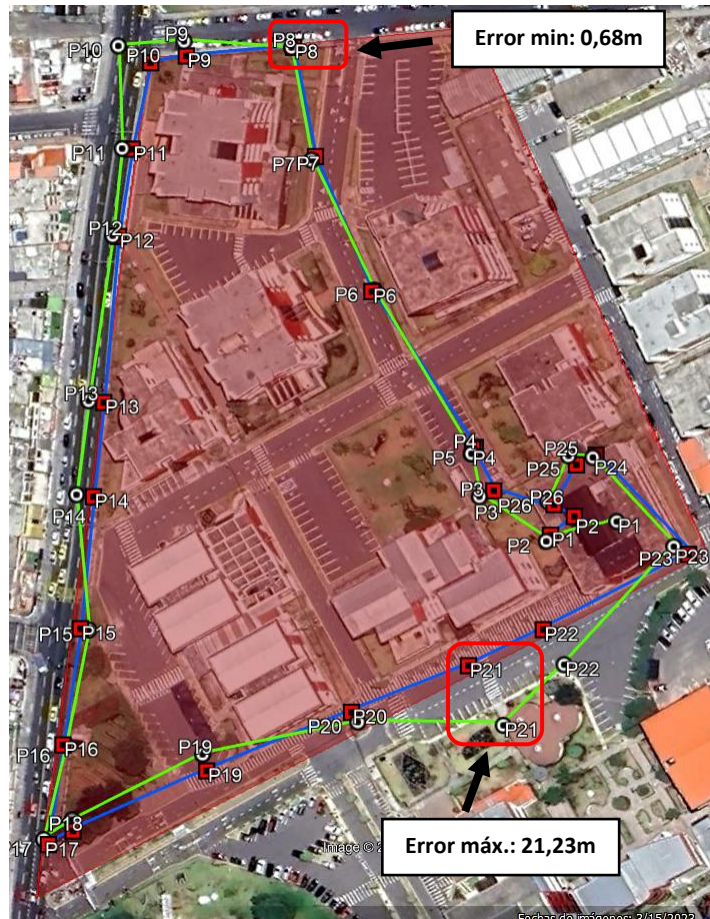 P8
P9
Error min: 0,68m
P10
P8
P10
P9
P11
P11
P7
P7
P12
P12
P6
P6
P13
P13
P4
P5
P4
P25
P25
P24
P3
P3
P26
P26
P14
P14
P2
P1
P2
P1
P23
P23
P15
P15
P22
P21
P22
P20
P21
P20
P16
P16
P19
P19
P18
17
P17
Image © 2
Error máx.: 21,23m
Fechas de imágenes: 3/15/2023